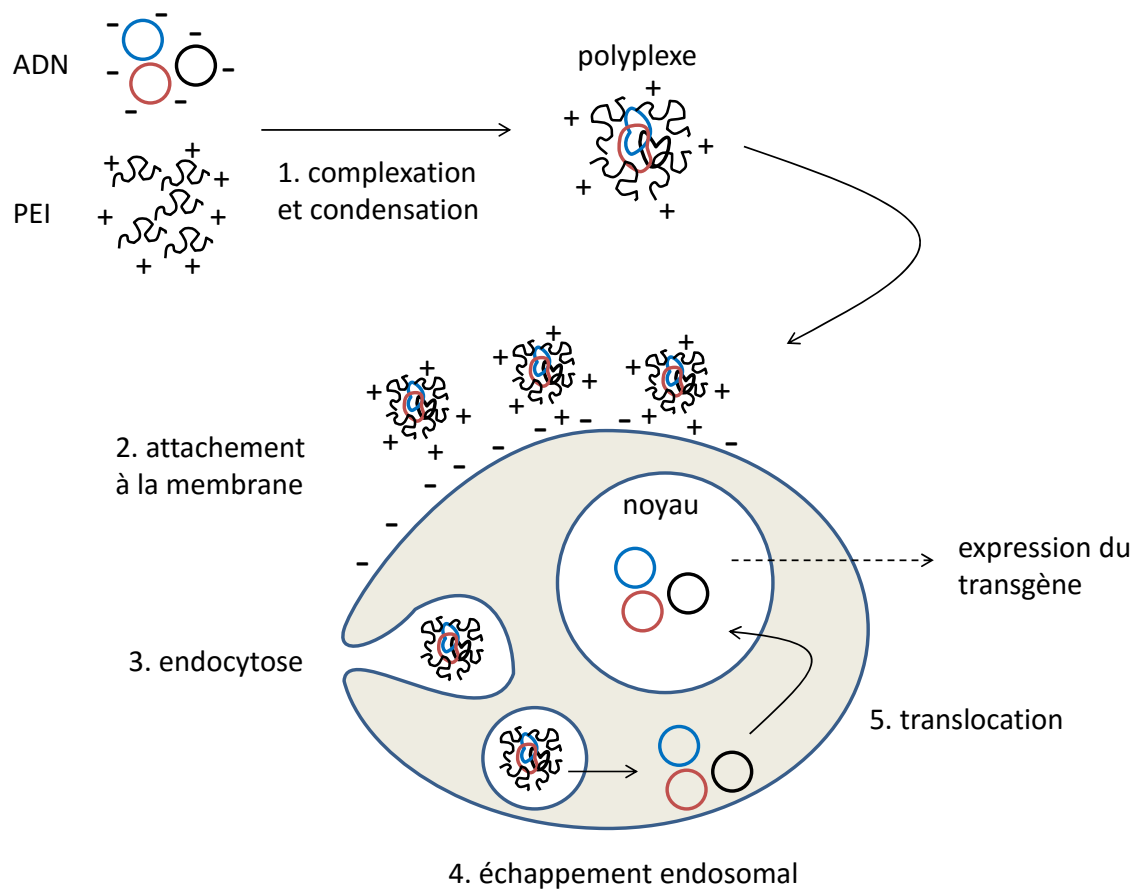 ADN
polyplexe
1. complexation
et condensation
PEI
2. attachement
à la membrane
noyau
expression du
transgène
3. endocytose
5. translocation
4. échappement endosomal